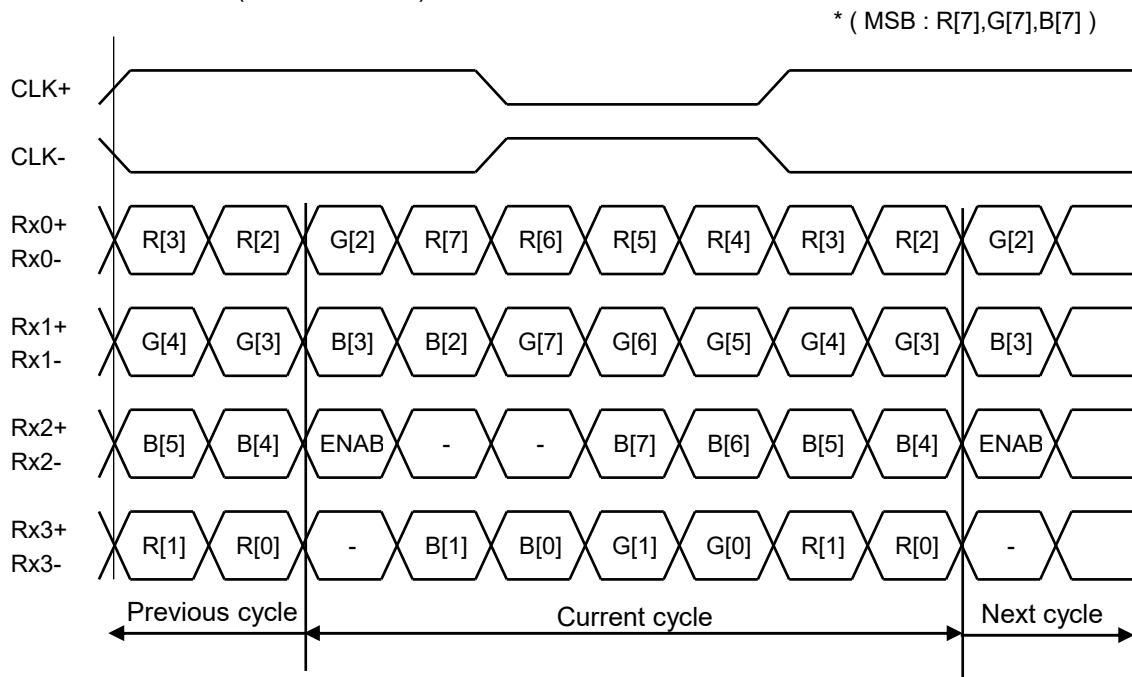 * ( MSB : R[7],G[7],B[7] )
CLK+
CLK-
Rx0+
Rx0-
R[3] R[2] G[2] R[7] R[6] R[5] R[4] R[3] R[2] G[2]
Rx1+
Rx1-
G[4] G[3] B[3] B[2] G[7] G[6] G[5] G[4] G[3] B[3]
Rx2+
Rx2-
B[5] B[4] ENAB - - B[7] B[6] B[5] B[4] ENAB
Rx3+
Rx3-
R[1] R[0] - B[1] B[0] G[1] G[0] R[1] R[0] -
Previous cycle Current cycle Next cycle